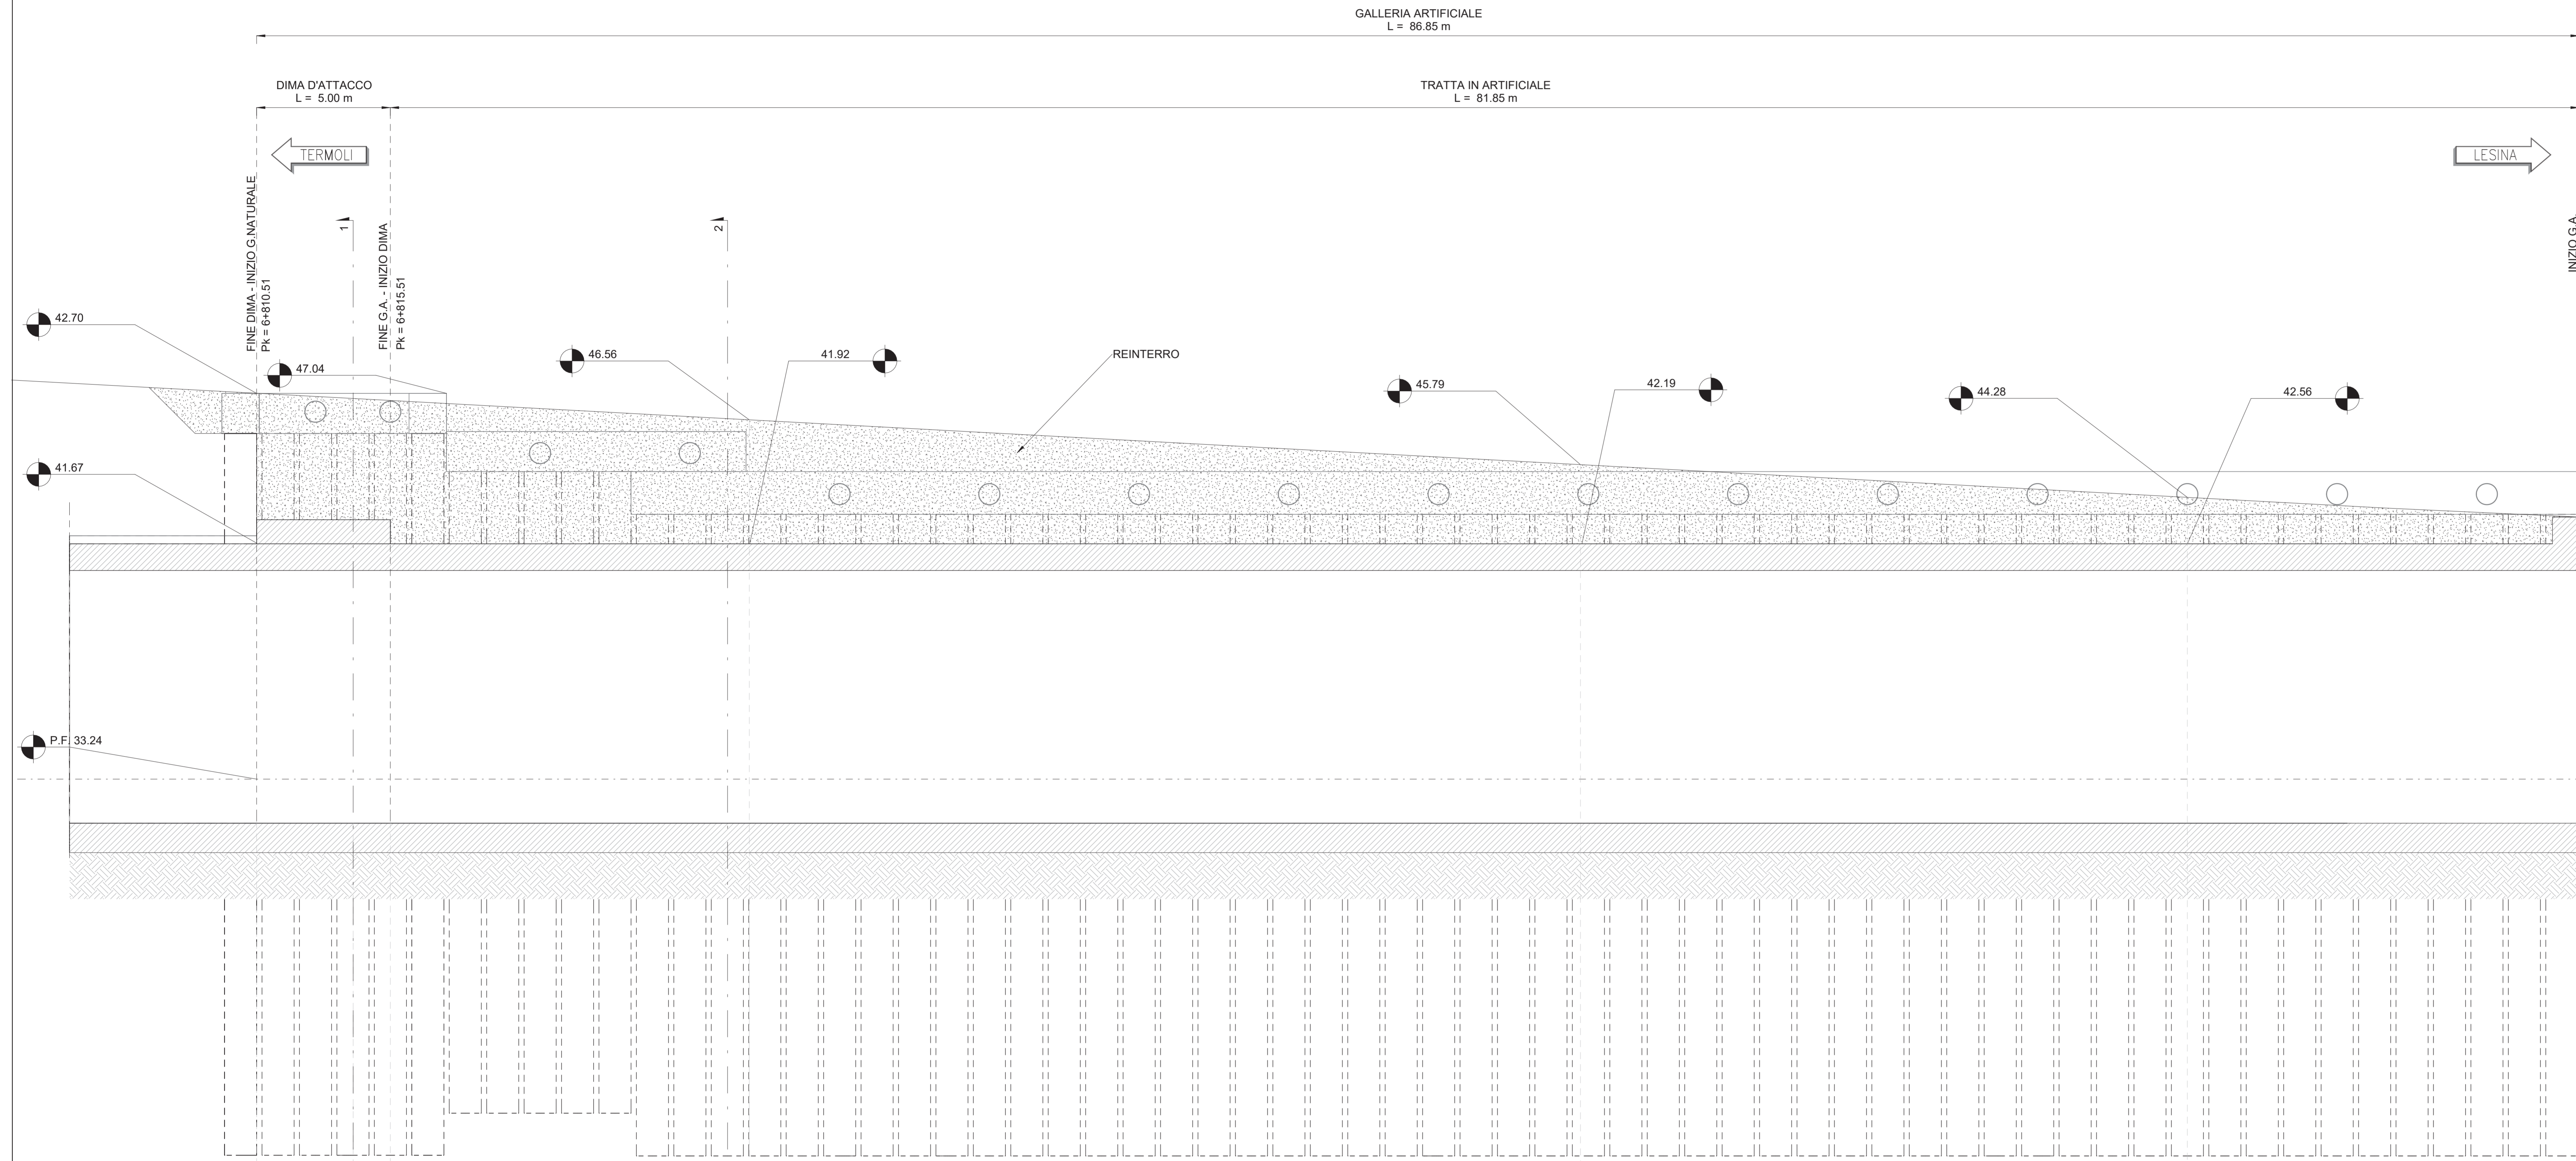 GALLERIA ARTIFICIALE
L = 86.85 m
DIMA D'ATTACCO
L = 5.00 m
TRATTA IN ARTIFICIALE
L = 81.85 m
TERMOLI
LESINA
FINE DIMA - INIZIO G.NATURALE
Pk = 6+810.51
1
FINE G.A. - INIZIO DIMA
Pk = 6+815.51
2
INIZIO G.A.
42.70
47.04
46.56
41.92
REINTERRO
45.79
42.19
44.28
42.56
41.67
P.F. 33.24